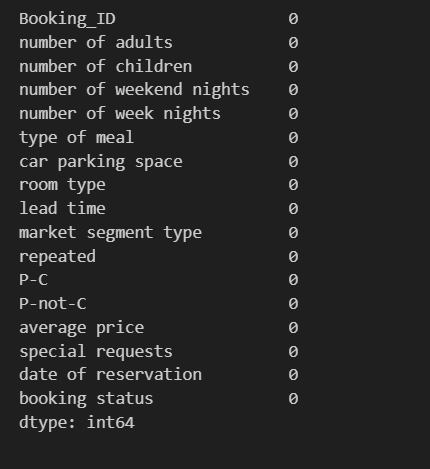 Booking_ID 0
number of adults 0
number of children 0
number of weekend nights 0
number of week nights 0
type of meal 0
car parking space 0
room type 0
lead time 0
market segment type 0
repeated 0
P-C 0
P-not-C 0
average price 0
special requests 0
date of reservation 0
booking status 0
dtype: int64